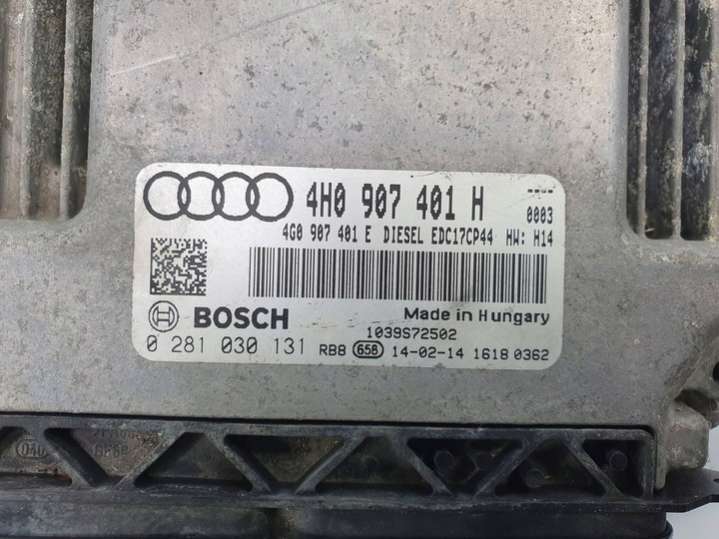 4H0 907 401 H ----
0003
4G0 907 401 E DIESEL EDC17CP44 HW: H14
BOSCH Made in Hungary
1039S72502
0 281 030 131 RB8 656 14-02-14 1618 0362